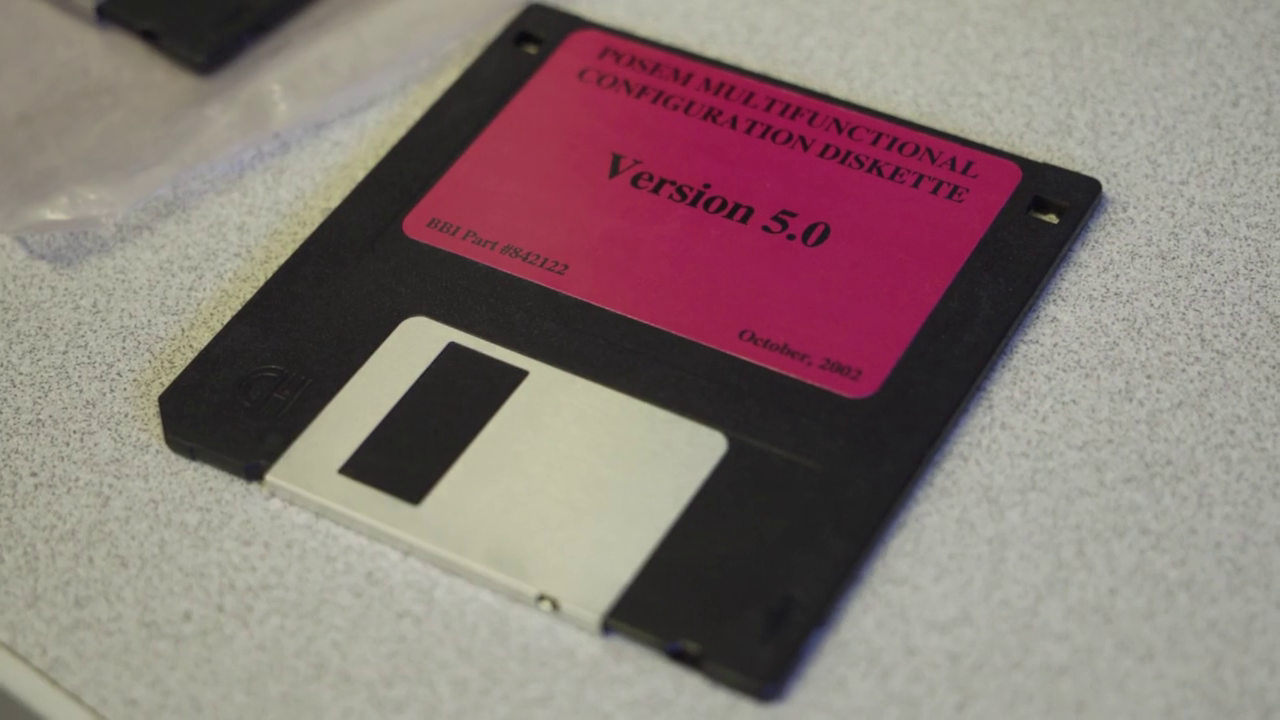 POSEM MULTIFUNCTIONAL
CONFIGURATION DISKETTE
Version 5.0
BBI Part #842122
October, 2002